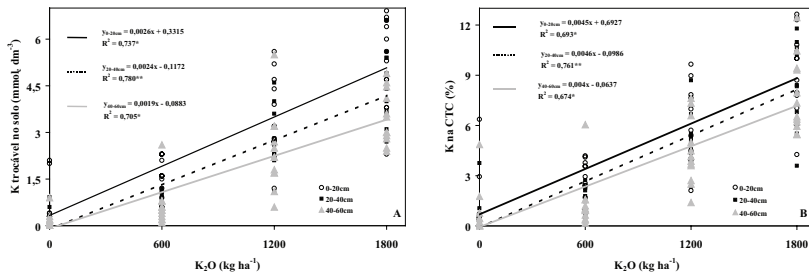 y0-20cm = 0,0026x + 0,3315
R² = 0,737*
y20-40cm = 0,0024x - 0,1172
R² = 0,780**
y40-60cm = 0,0019x - 0,0883
R² = 0,705*
K trocável no solo (mmolc dm-3)
6
4,5
3
1,5
0
0 600 1200 1800
K2O (kg ha-1)
0-20cm
20-40cm
40-60cm
A
y0-20cm = 0,0045x + 0,6927
R² = 0,693*
y20-40cm = 0,0046x - 0,0986
R² = 0,761**
y40-60cm = 0,004x - 0,0637
R² = 0,674*
K na CTC (%)
12
9
6
3
0
0 600 1200 1800
K2O (kg ha-1)
0-20cm
20-40cm
40-60cm
B